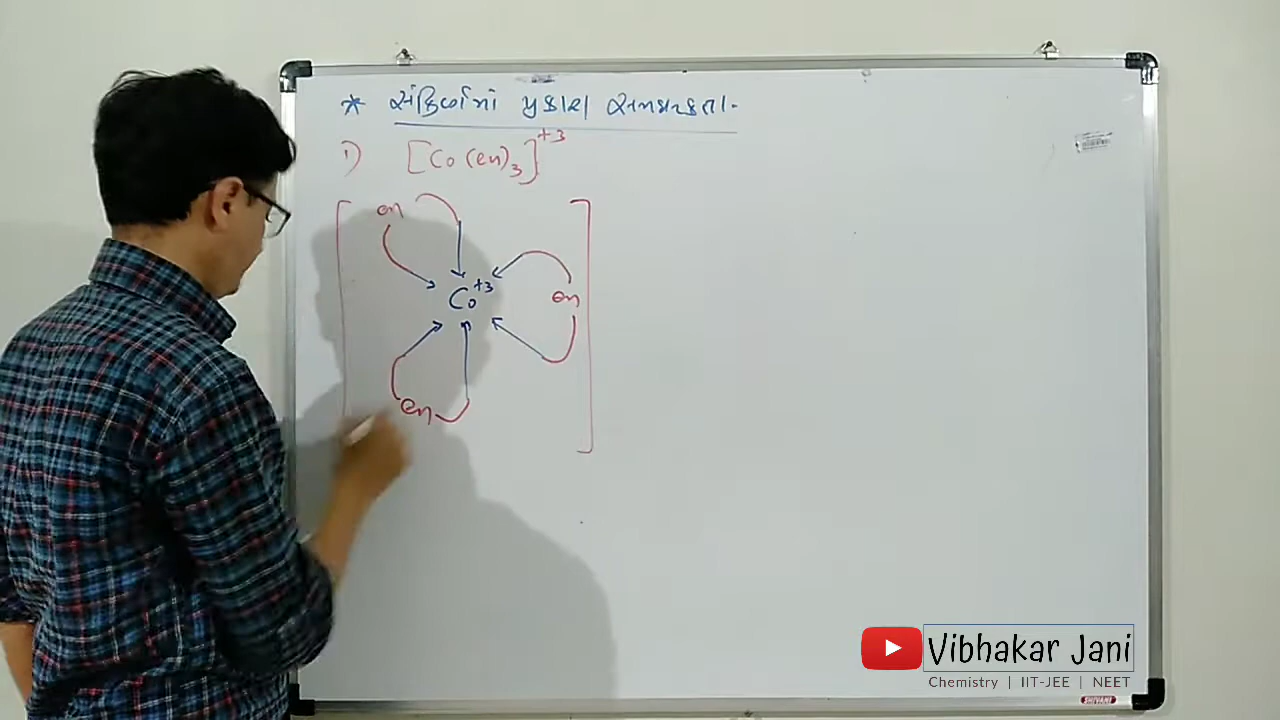 * સંકિર્ણોના પ્રકાશ સમઘટકતા.
1) [Co(en)₃]⁺³
en
Co⁺³
en
en
Vibhakar Jani
Chemistry | IIT-JEE | NEET